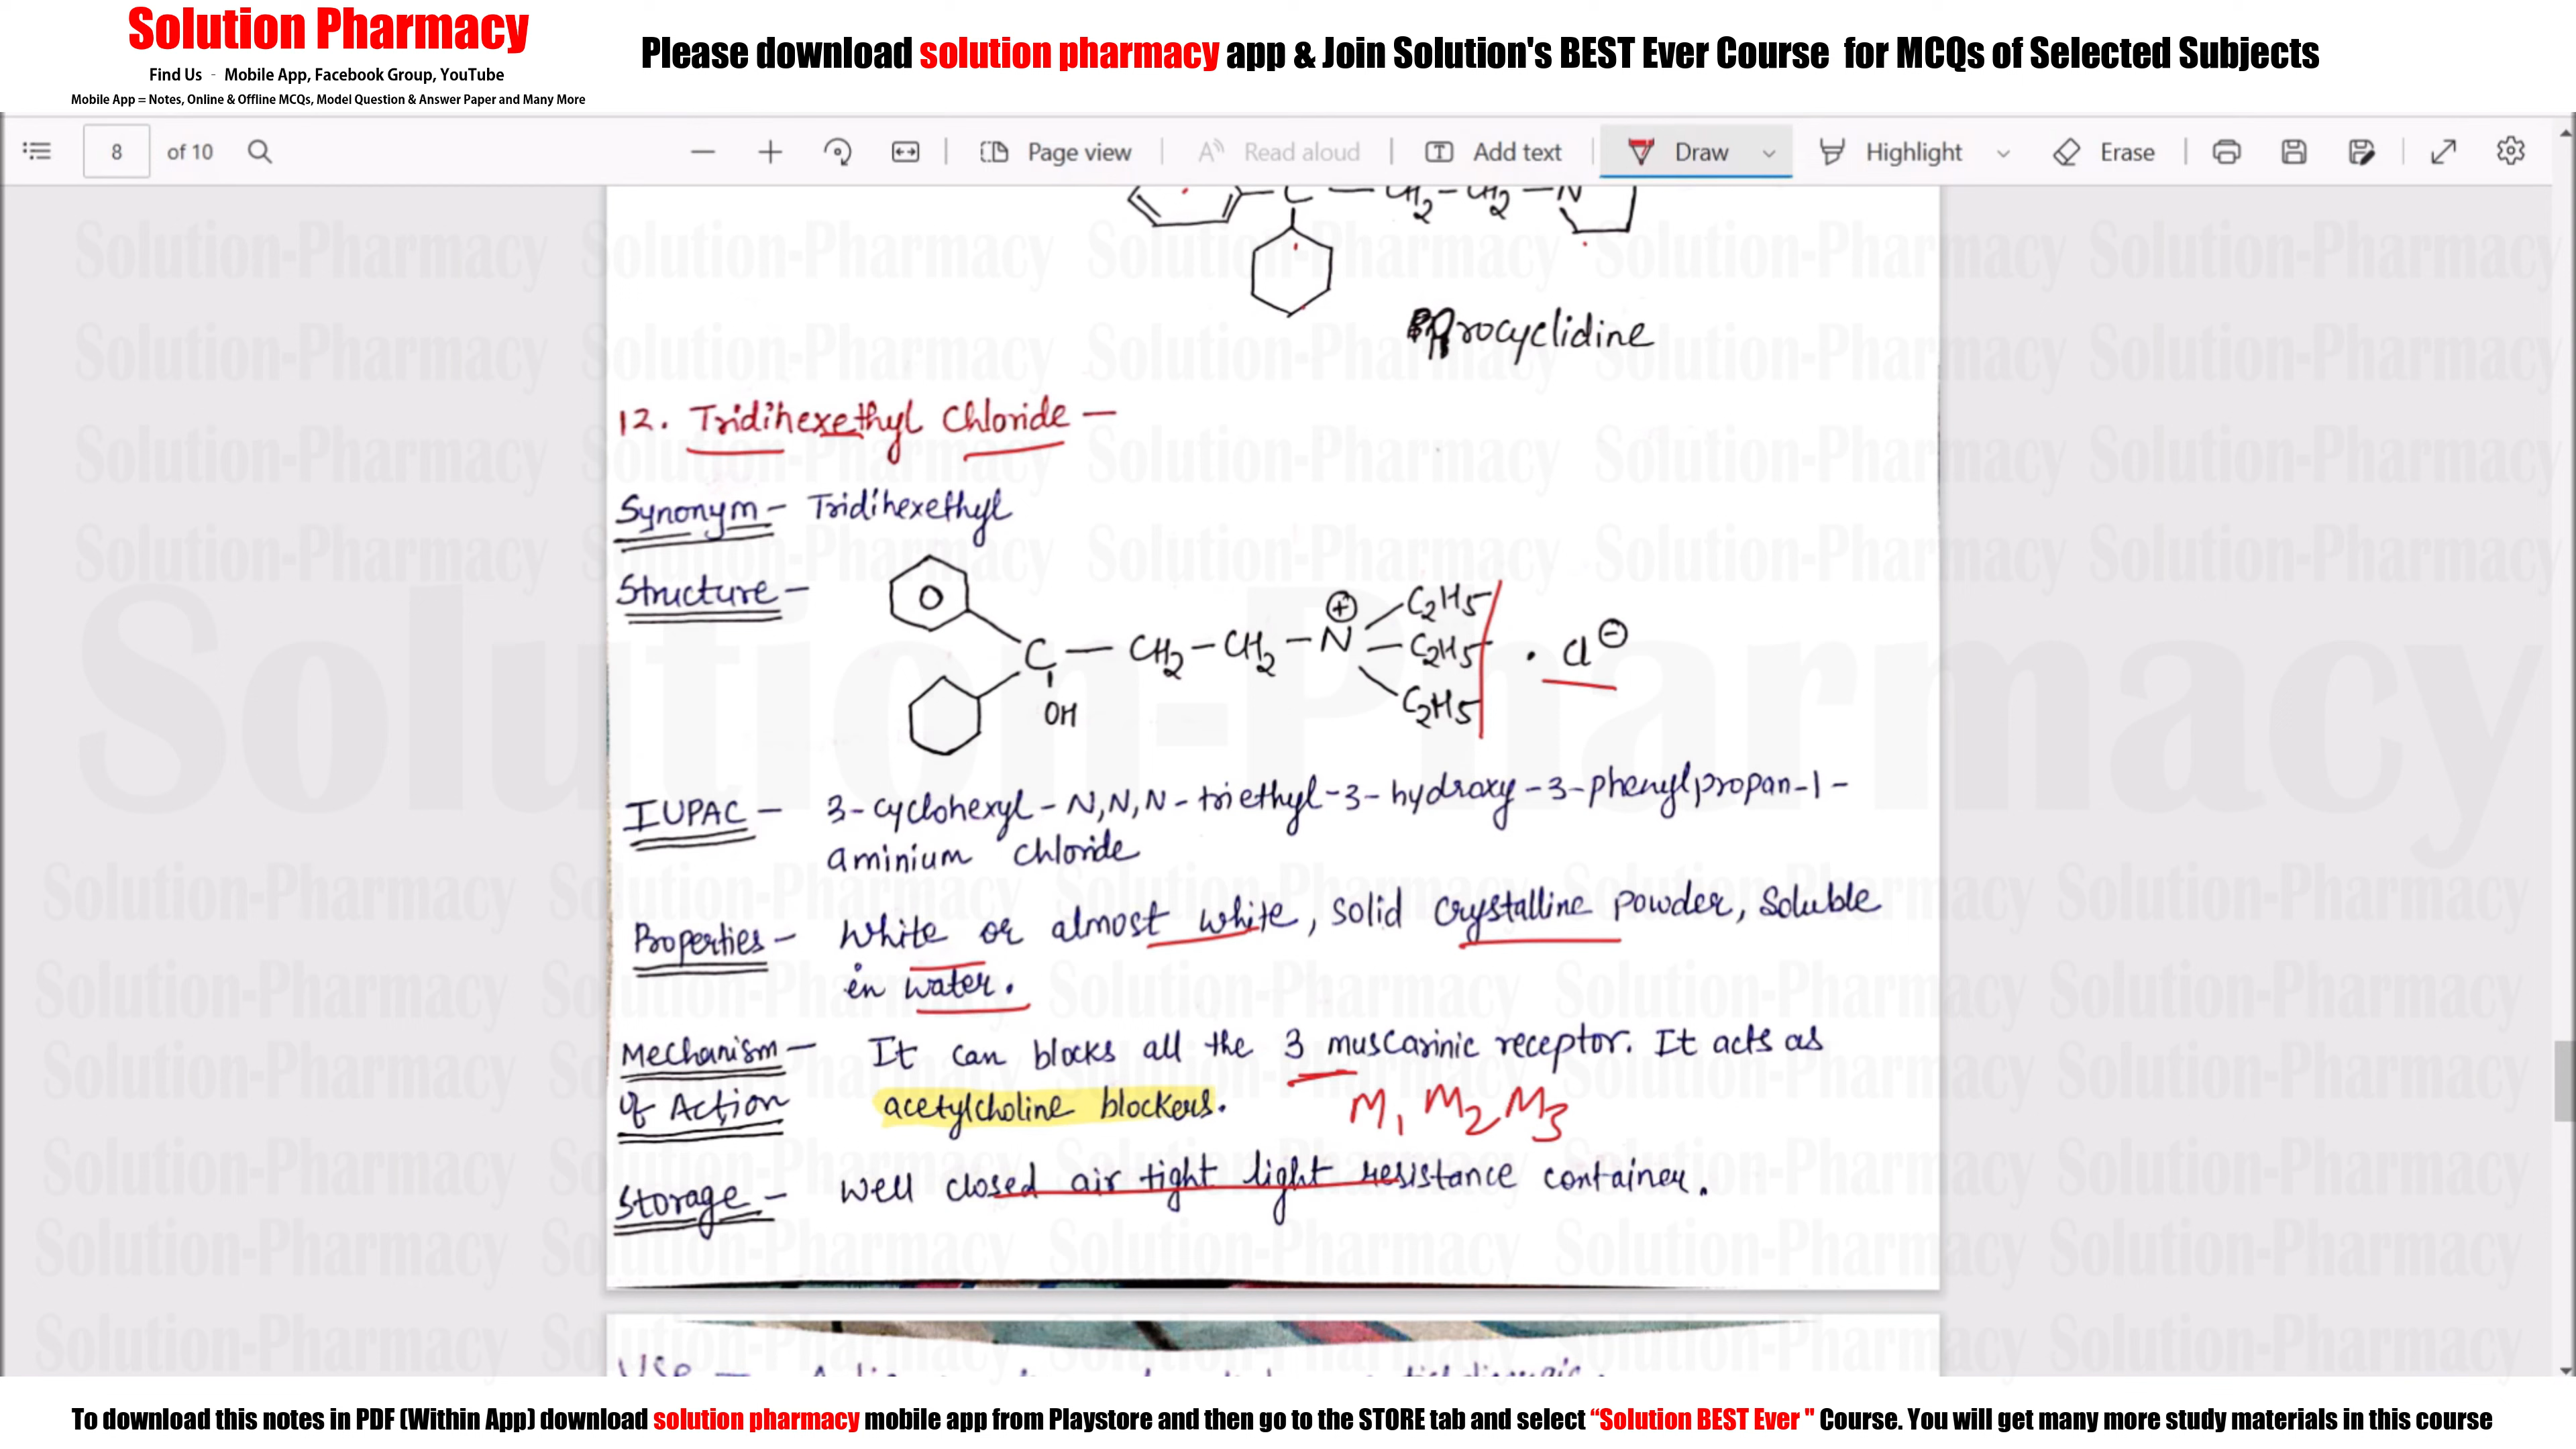 Solution Pharmacy
Find Us - Mobile App, Facebook Group, YouTube
Mobile App = Notes, Online & Offline MCQs, Model Question & Answer Paper and Many More
Please download solution pharmacy app & Join Solution's BEST Ever Course for MCQs of Selected Subjects
8 of 10 Page view Read aloud Add text Draw Highlight Erase
C — CH2 – CH2 – N
Procyclidine
12. Tridihexethyl Chloride –
Synonym – Tridihexethyl
Structure –
C — CH2 – CH2 – N ⊕ C2H5 C2H5 C2H5 . Cl ⊖
OH
IUPAC – 3-cyclohexyl-N,N,N-triethyl-3-hydroxy-3-phenylpropan-1-
aminium chloride
Properties – White or almost white, solid crystalline powder, soluble
in water.
Mechanism – It can blocks all the 3 muscarinic receptor. It acts as
of Action acetylcholine blockers. M1 M2 M3
Storage – Well closed air tight light resistance container.
Use –
Solution-Pharmacy
To download this notes in PDF (Within App) download solution pharmacy mobile app from Playstore and then go to the STORE tab and select “Solution BEST Ever " Course. You will get many more study materials in this course